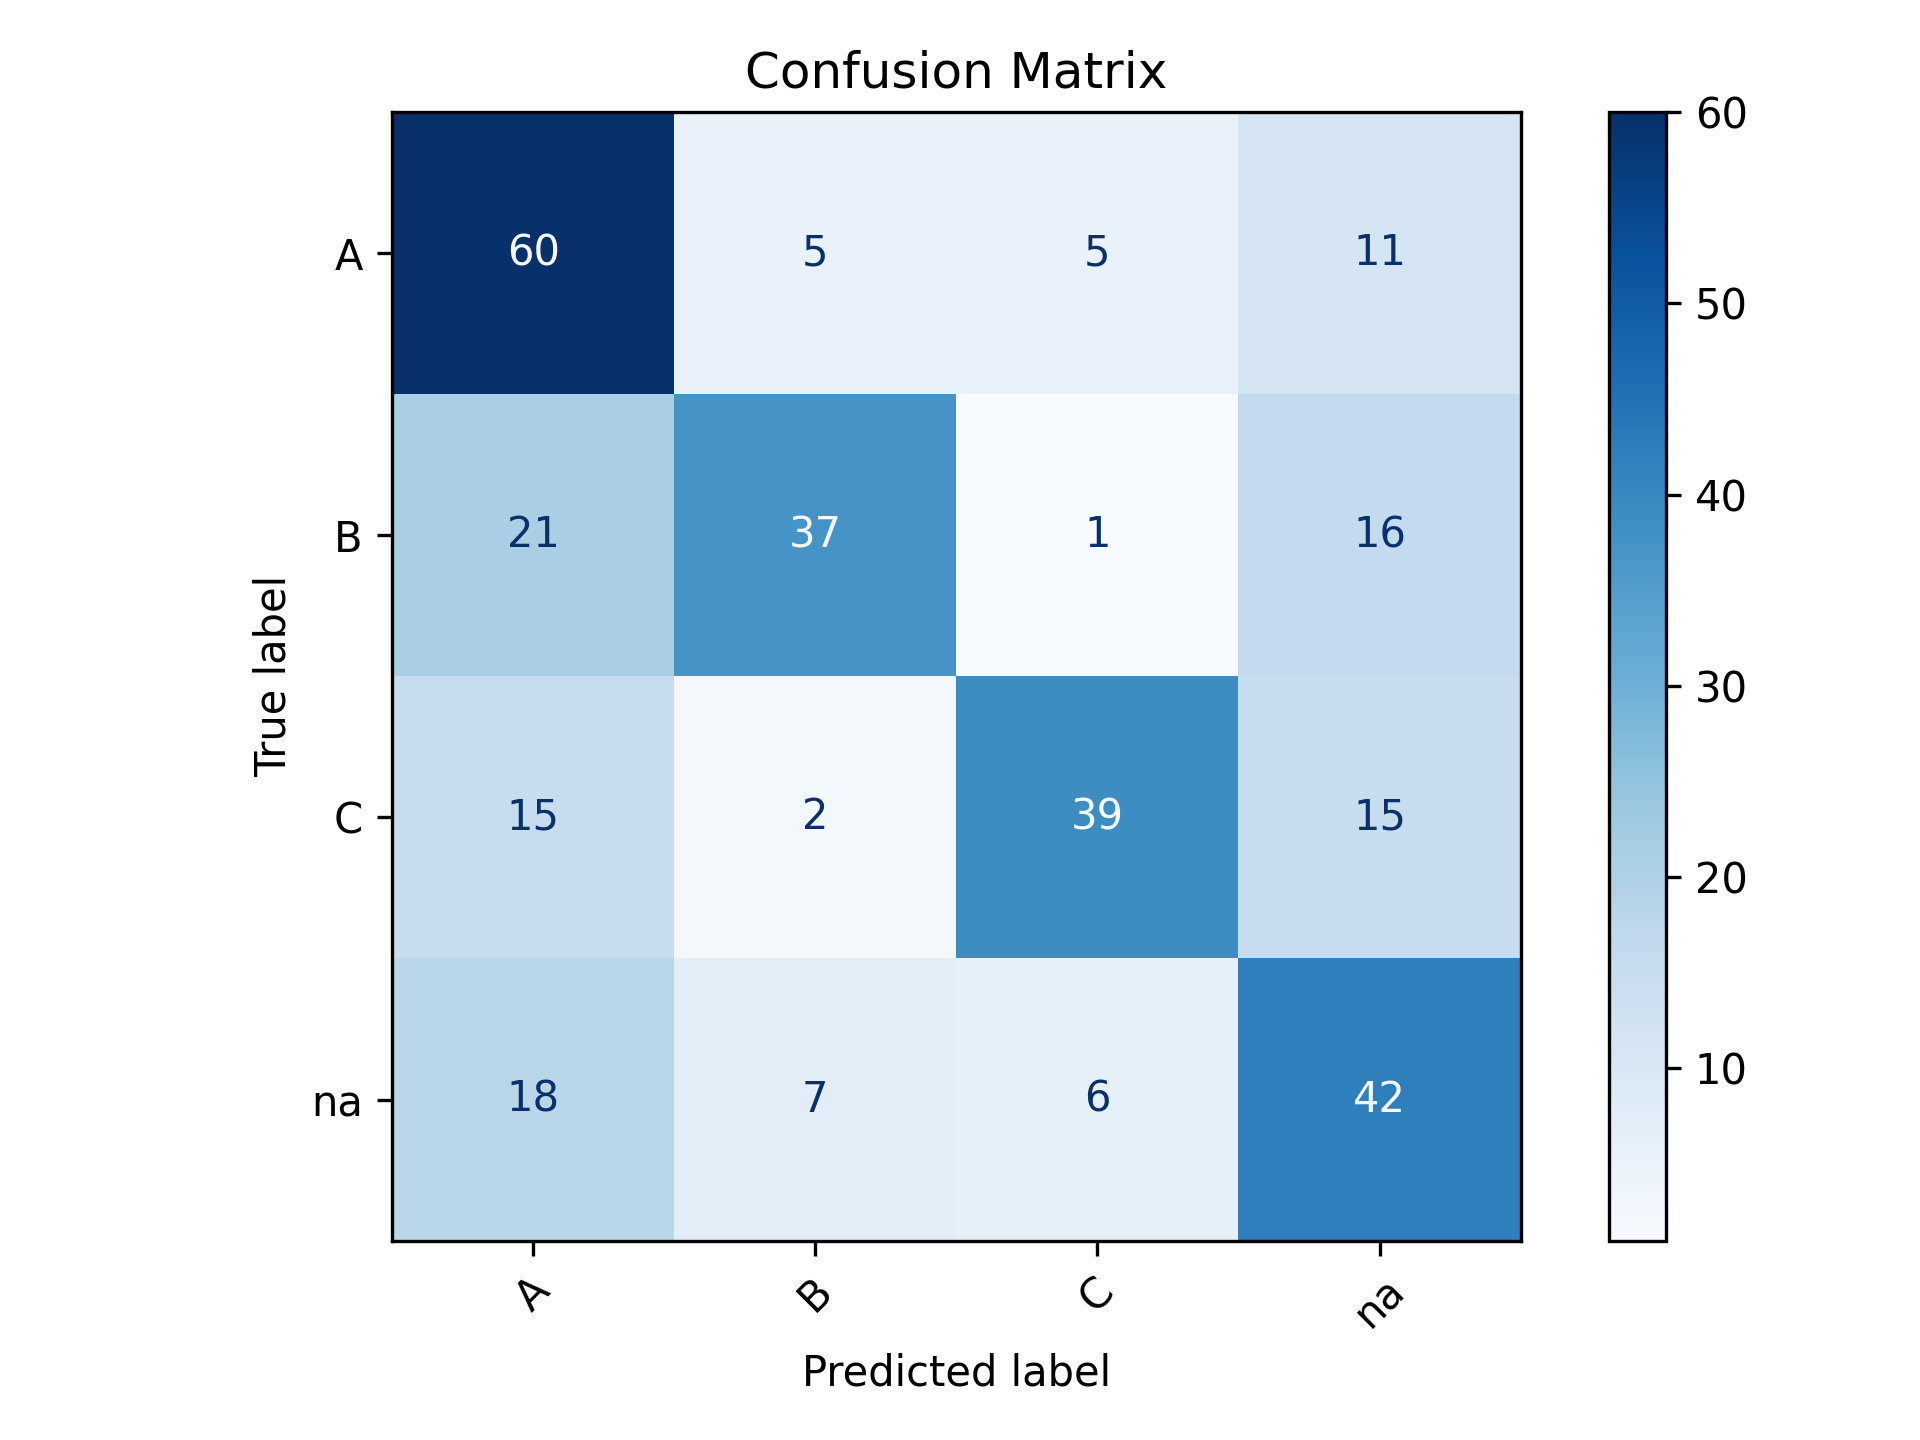 Confusion Matrix
True label
A 60 5 5 11
B 21 37 1 16
C 15 2 39 15
na 18 7 6 42
A B C na
Predicted label
60
50
40
30
20
10